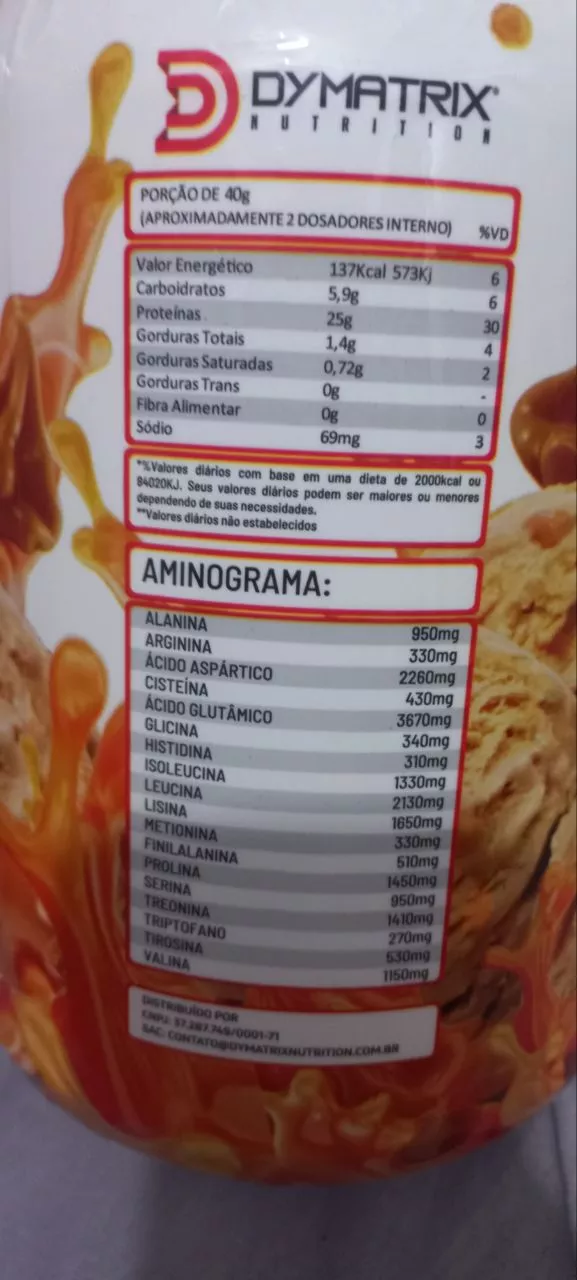 DYMATRIX®
NUTRITION
PORÇÃO DE 40g
(APROXIMADAMENTE 2 DOSADORES INTERNO) %VD
Valor Energético 137Kcal 573Kj 6
Carboidratos 5,9g 6
Proteínas 25g 30
Gorduras Totais 1,4g 4
Gorduras Saturadas 0,72g 2
Gorduras Trans 0g -
Fibra Alimentar 0g 0
Sódio 69mg 3
*%Valores diários com base em uma dieta de 2000kcal ou
84020KJ. Seus valores diários podem ser maiores ou menores
dependendo de suas necessidades.
**Valores diários não estabelecidos
AMINOGRAMA:
ALANINA 950mg
ARGININA 330mg
ÁCIDO ASPÁRTICO 2260mg
CISTEÍNA 430mg
ÁCIDO GLUTÂMICO 3670mg
GLICINA 340mg
HISTIDINA 310mg
ISOLEUCINA 1330mg
LEUCINA 2130mg
LISINA 1650mg
METIONINA 330mg
FINILALANINA 510mg
PROLINA 1450mg
SERINA 950mg
TREONINA 1410mg
TRIPTOFANO 270mg
TIROSINA 530mg
VALINA 1150mg
DISTRIBUÍDO POR
CNPJ: 37.287.749/0001-71
SAC: CONTATO@DYMATRIXNUTRITION.COM.BR